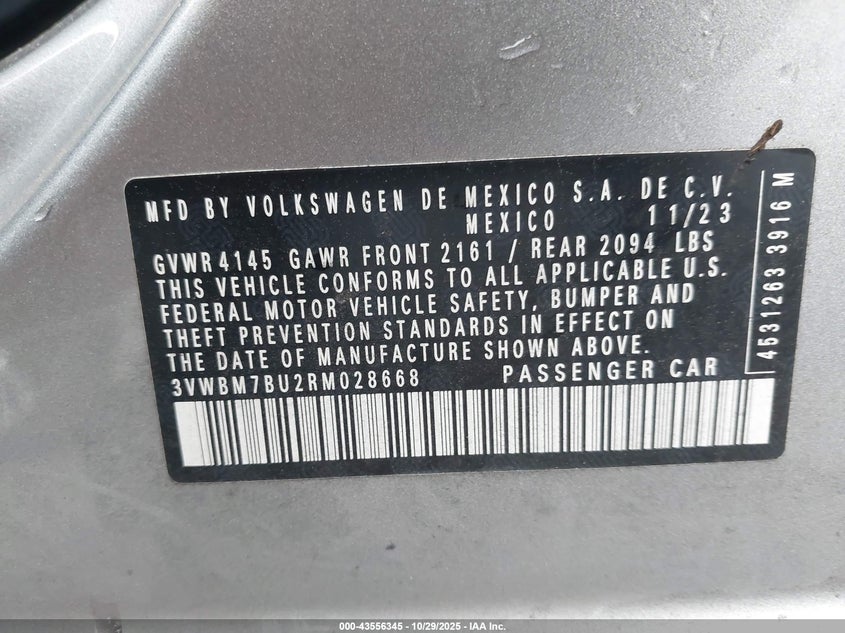 MFD BY VOLKSWAGEN DE MEXICO S.A. DE C.V.
MEXICO 11/23
GVWR 4145 GAWR FRONT 2161 / REAR 2094 LBS
THIS VEHICLE CONFORMS TO ALL APPLICABLE U.S.
FEDERAL MOTOR VEHICLE SAFETY, BUMPER AND
THEFT PREVENTION STANDARDS IN EFFECT ON
THE DATE OF MANUFACTURE SHOWN ABOVE.
3VWBM7BU2RM028668 PASSENGER CAR
4531263 3916 M
000-43556345 | 10/29/2025 - IAA Inc.